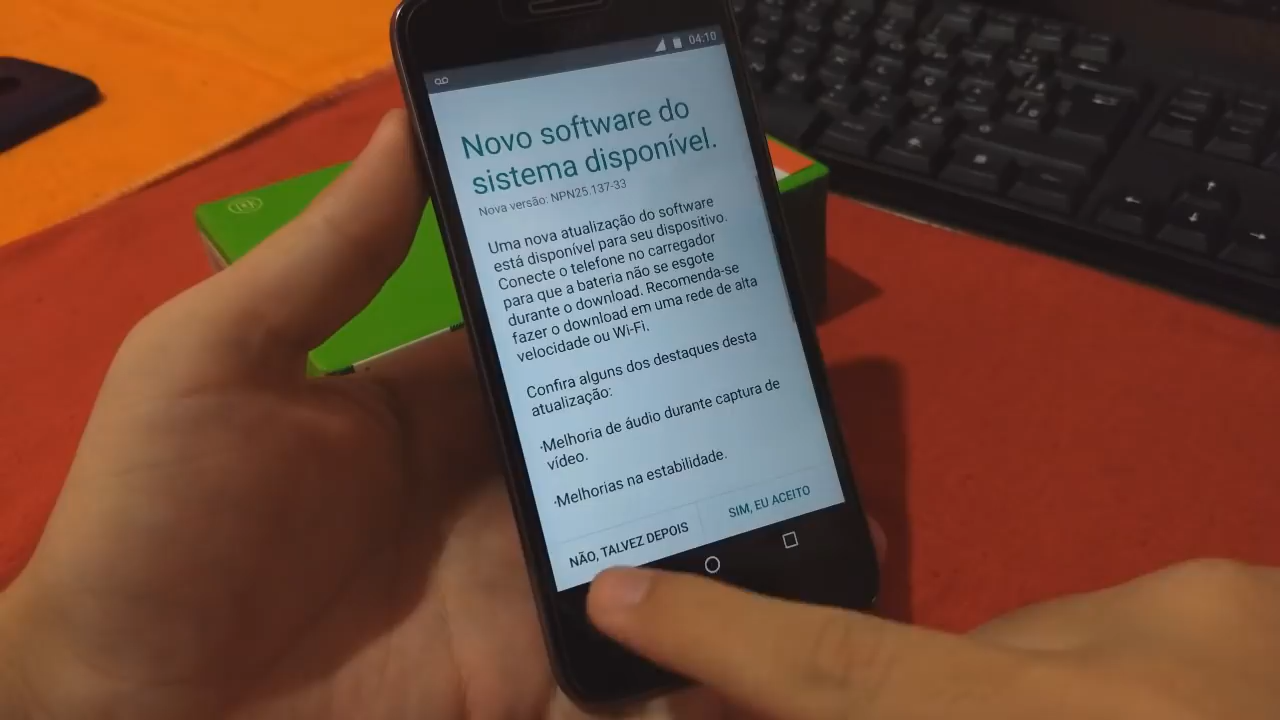 04:10
Novo software do
sistema disponível.
Nova versão: NPN25.137-33
Uma nova atualização do software
está disponível para seu dispositivo.
Conecte o telefone no carregador
para que a bateria não se esgote
durante o download. Recomenda-se
fazer o download em uma rede de alta
velocidade ou Wi-Fi.
Confira alguns dos destaques desta
atualização:
·Melhoria de áudio durante captura de
vídeo.
·Melhorias na estabilidade.
NÃO, TALVEZ DEPOIS
SIM, EU ACEITO